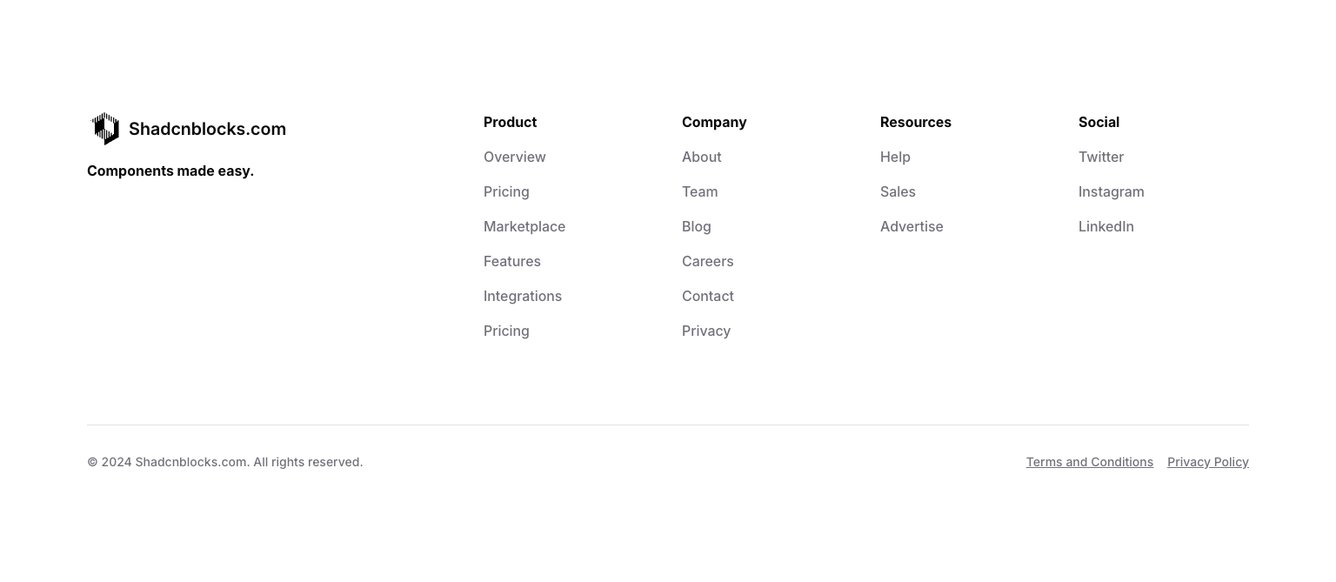 Shadcnblocks.com
Components made easy.
Product
Overview
Pricing
Marketplace
Features
Integrations
Pricing
Company
About
Team
Blog
Careers
Contact
Privacy
Resources
Help
Sales
Advertise
Social
Twitter
Instagram
LinkedIn
© 2024 Shadcnblocks.com. All rights reserved.
Terms and Conditions Privacy Policy